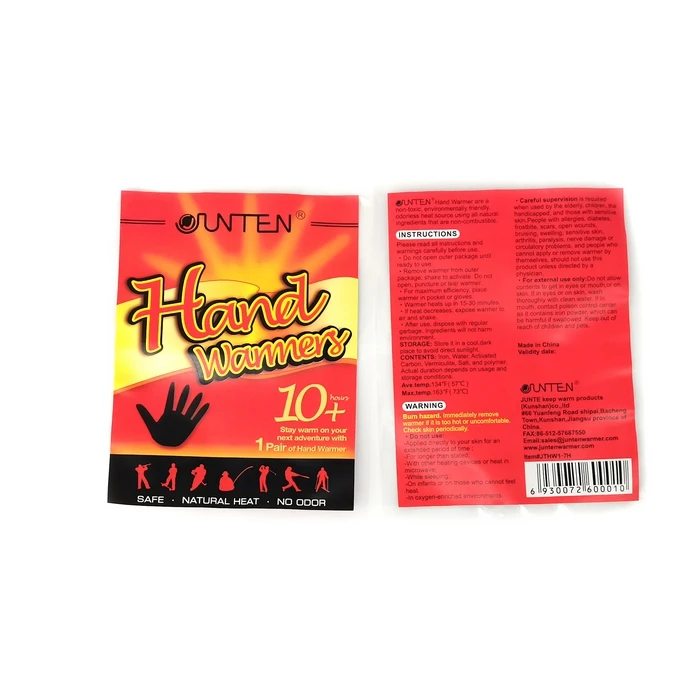 JUNTEN®
Hand
Warmers
10+ hours
Stay warm on your
next adventure with
1 Pair of Hand Warmer
SAFE · NATURAL HEAT · NO ODOR
JUNTEN® Hand Warmer are a
non-toxic, environmentally friendly,
odorless heat source using all natural
ingredients that are non-combustible.
INSTRUCTIONS
Please read all instructions and
warnings carefully before use.
· Do not open outer package until
ready to use.
· Remove warmer from outer
package, shake to activate. Do not
open, puncture or tear warmer.
· For maximum efficiency, place
warmer in pocket or gloves.
· Warmer heats up in 15-30 minutes
· If heat decreases, expose warmer to
air and shake.
· After use, dispose with regular
garbage. Ingredients will not harm
environment.
STORAGE: Store it in a cool,dark
place to avoid direct sunlight.
CONTENTS: Iron, Water, Activated
Carbon, Vermiculite, Salt, and polymer.
Actual duration depends on usage and
storage conditions.
Ave.temp.134°F( 57°C )
Max.temp.163°F( 73°C)
WARNING
Burn hazard. Immediately remove
warmer if it is too hot or uncomfortable.
Check skin periodically.
· Do not use:
-Applied directly to your skin for an
extended period of time;
-For longer than stated;
-With other heating devices or heat in
microwave.
-While sleeping.
-On infants or on those who cannot feel
heat.
-In oxygen-enriched
· Careful supervision is required
when used by the elderly, children, the
handicapped, and those with sensitive
skin.People with allergies, diabetes,
frostbite, scars, open wounds,
bruising, swelling, sensitive skin,
arthritis, paralysis, nerve damage or
circulatory problems, and people who
cannot apply or remove warmer by
themselves, should not use this
product unless directed by a
physician.
· For external use only:Do not allow
contents to get in eyes or mouth,or on
skin. If in eyes or on skin, wash
thoroughly with clean water. If in
mouth, contact poison control center
as it contains iron powder which can
be harmful if swallowed. Keep out of
reach of children and pets.
Made in China
Validity date:
JUNTEN®
JUNTE keep warm products
(Kunshan)co.,ltd
#66 Yuanfeng Road shipai,Bacheng
Town,Kunshan,Jiangsu province of
China.
FAX:86-512-57687550
Email:sales@juntenwarmer.com
www.juntenwarmer.com
Item#:JTHW1-7H
6 930072 600010